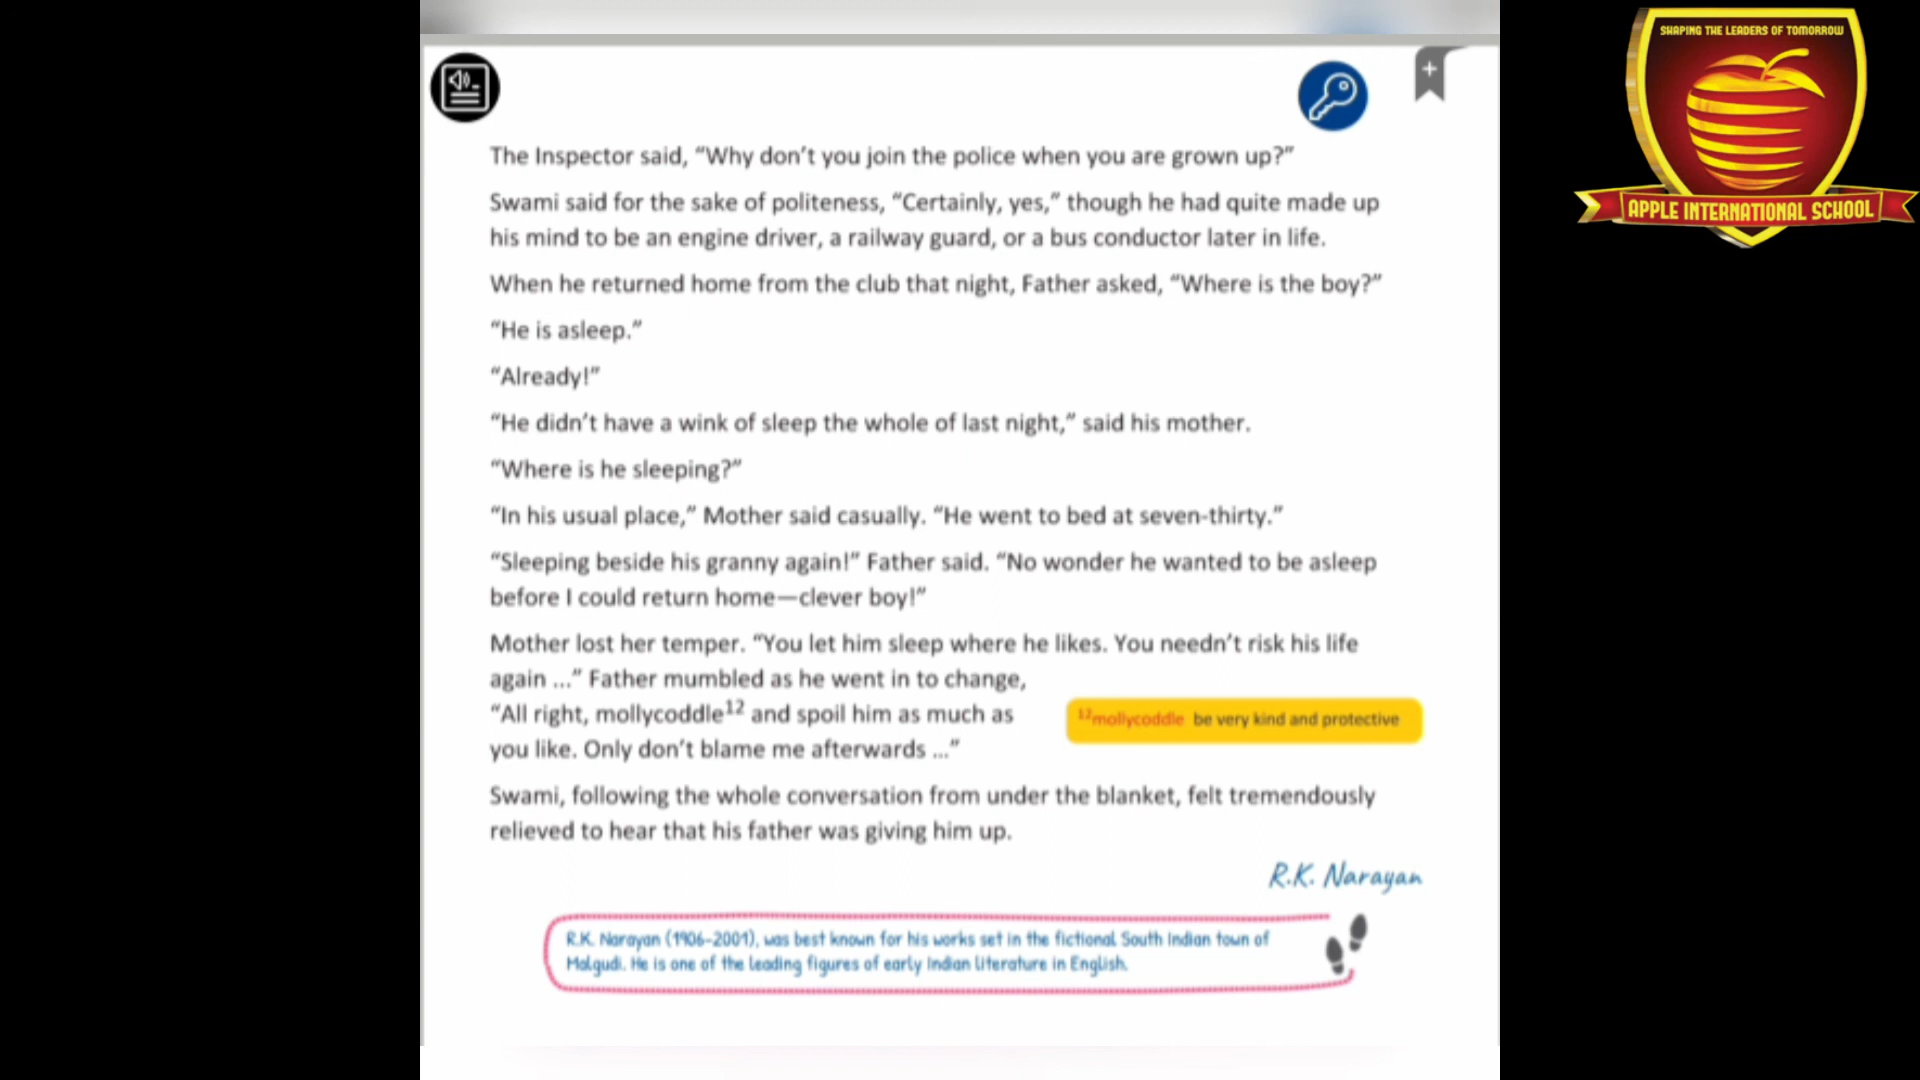 SHAPING THE LEADERS OF TOMORROW
APPLE INTERNATIONAL SCHOOL
The Inspector said, “Why don’t you join the police when you are grown up?”
Swami said for the sake of politeness, “Certainly, yes,” though he had quite made up
his mind to be an engine driver, a railway guard, or a bus conductor later in life.
When he returned home from the club that night, Father asked, “Where is the boy?”
“He is asleep.”
“Already!”
“He didn’t have a wink of sleep the whole of last night,” said his mother.
“Where is he sleeping?”
“In his usual place,” Mother said casually. “He went to bed at seven-thirty.”
“Sleeping beside his granny again!” Father said. “No wonder he wanted to be asleep
before I could return home—clever boy!”
Mother lost her temper. “You let him sleep where he likes. You needn’t risk his life
again ...” Father mumbled as he went in to change,
“All right, mollycoddle¹² and spoil him as much as
you like. Only don’t blame me afterwards ...”
¹²mollycoddle be very kind and protective
Swami, following the whole conversation from under the blanket, felt tremendously
relieved to hear that his father was giving him up.
R.K. Narayan
R.K. Narayan (1906–2001), was best known for his works set in the fictional South Indian town of
Malgudi. He is one of the leading figures of early Indian literature in English.